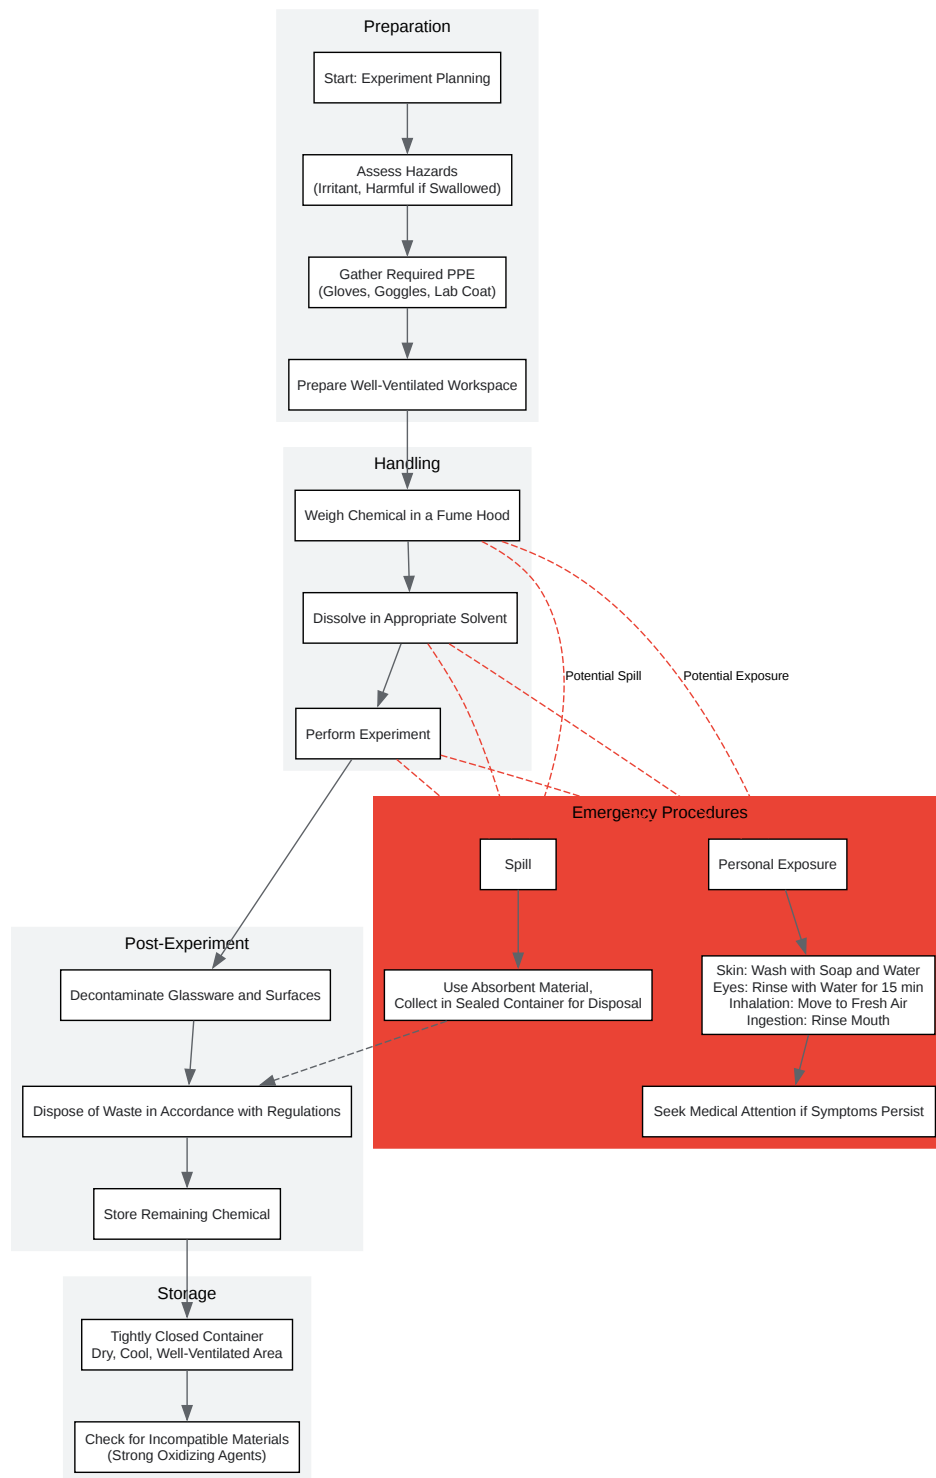 Preparation
Start: Experiment Planning
Assess Hazards
(Irritant, Harmful if Swallowed)
Gather Required PPE
(Gloves, Goggles, Lab Coat)
Prepare Well-Ventilated Workspace
Handling
Weigh Chemical in a Fume Hood
Dissolve in Appropriate Solvent
Potential Spill
Potential Exposure
Perform Experiment
Emergency Procedures
Spill
Personal Exposure
Use Absorbent Material,
Collect in Sealed Container for Disposal
Skin: Wash with Soap and Water
Eyes: Rinse with Water for 15 min
Inhalation: Move to Fresh Air
Ingestion: Rinse Mouth
Seek Medical Attention if Symptoms Persist
Post-Experiment
Decontaminate Glassware and Surfaces
Dispose of Waste in Accordance with Regulations
Store Remaining Chemical
Storage
Tightly Closed Container
Dry, Cool, Well-Ventilated Area
Check for Incompatible Materials
(Strong Oxidizing Agents)